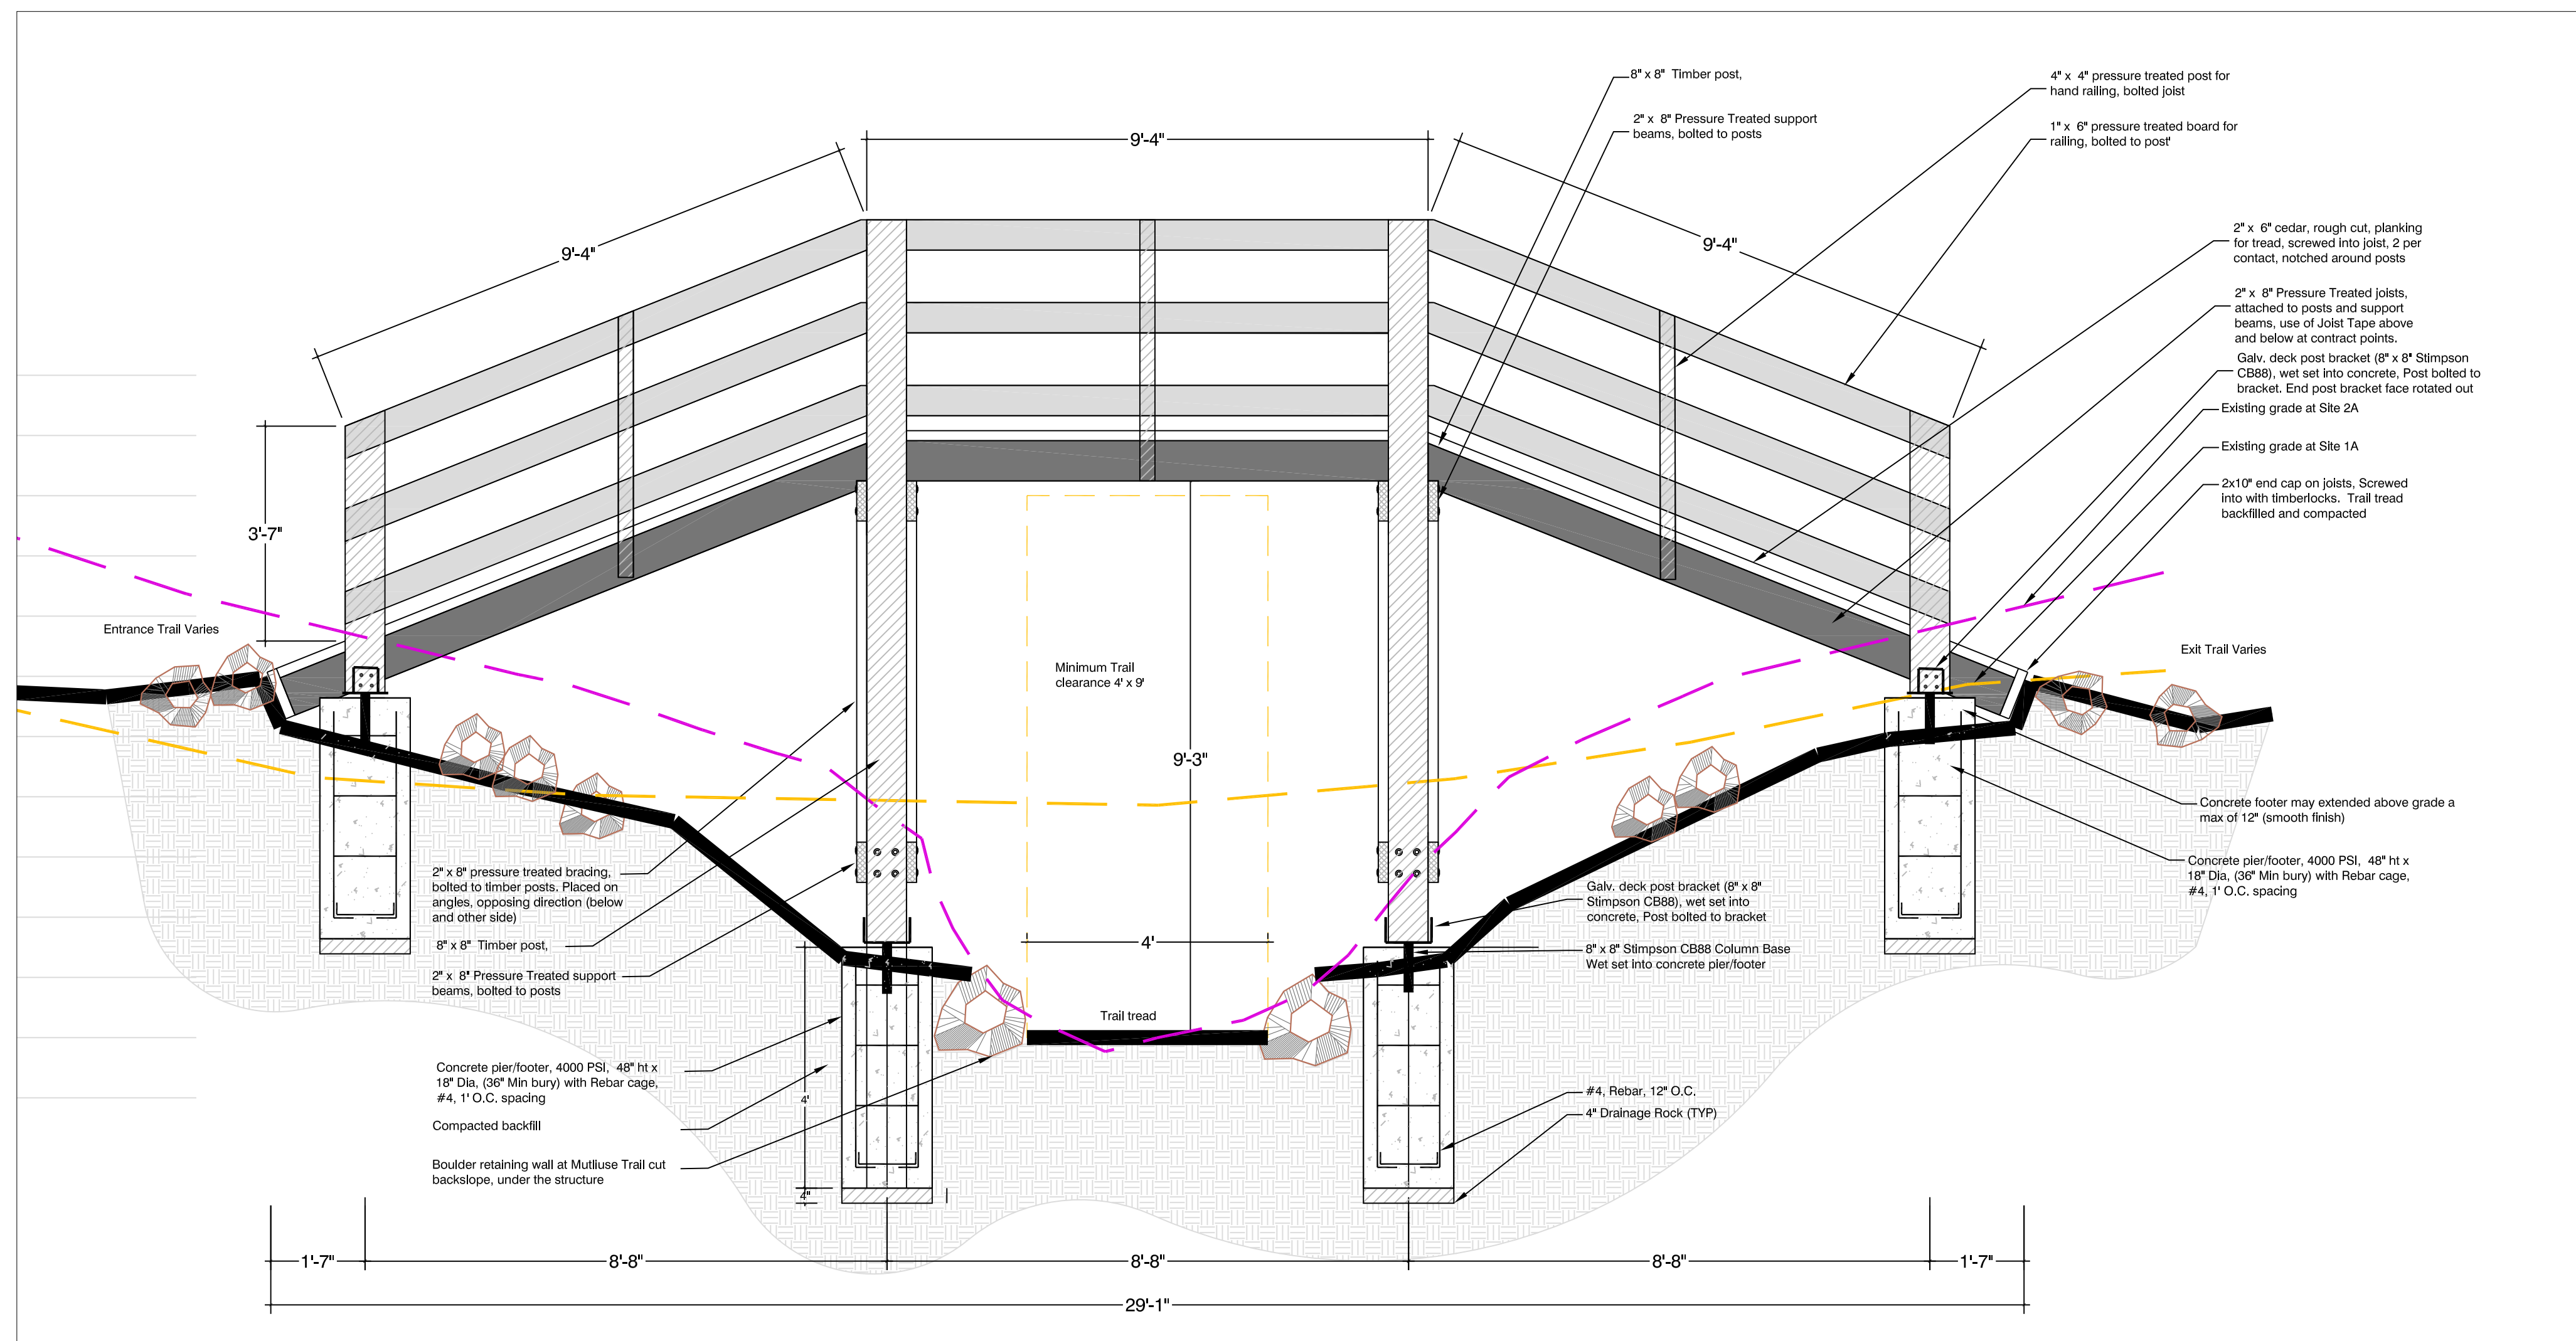 8" x 8" Timber post,
2" x 8" Pressure Treated support
beams, bolted to posts
4" x 4" pressure treated post for
hand railing, bolted joist
1" x 6" pressure treated board for
railing, bolted to post'
9'-4"
9'-4"
9'-4"
2" x 6" cedar, rough cut, planking
for tread, screwed into joist, 2 per
contact, notched around posts
2" x 8" Pressure Treated joists,
attached to posts and support
beams, use of Joist Tape above
and below at contract points.
Galv. deck post bracket (8" x 8" Stimpson
CB88), wet set into concrete, Post bolted to
bracket. End post bracket face rotated out
Existing grade at Site 2A
Existing grade at Site 1A
2x10" end cap on joists, Screwed
into with timberlocks. Trail tread
backfilled and compacted
3'-7"
Entrance Trail Varies
Exit Trail Varies
Minimum Trail
clearance 4' x 9'
9'-3"
4'
Trail tread
2" x 8" pressure treated bracing,
bolted to timber posts. Placed on
angles, opposing direction (below
and other side)
8" x 8" Timber post,
2" x 8" Pressure Treated support
beams, bolted to posts
Concrete footer may extended above grade a
max of 12" (smooth finish)
Concrete pier/footer, 4000 PSI, 48" ht x
18" Dia, (36" Min bury) with Rebar cage,
#4, 1' O.C. spacing
Galv. deck post bracket (8" x 8"
Stimpson CB88), wet set into
concrete, Post bolted to bracket
8" x 8" Stimpson CB88 Column Base
Wet set into concrete pier/footer
Concrete pier/footer, 4000 PSI, 48" ht x
18" Dia, (36" Min bury) with Rebar cage,
#4, 1' O.C. spacing
Compacted backfill
Boulder retaining wall at Mutliuse Trail cut
backslope, under the structure
4'
4"
#4, Rebar, 12" O.C.
4" Drainage Rock (TYP)
1'-7"
8'-8"
8'-8"
8'-8"
1'-7"
29'-1"